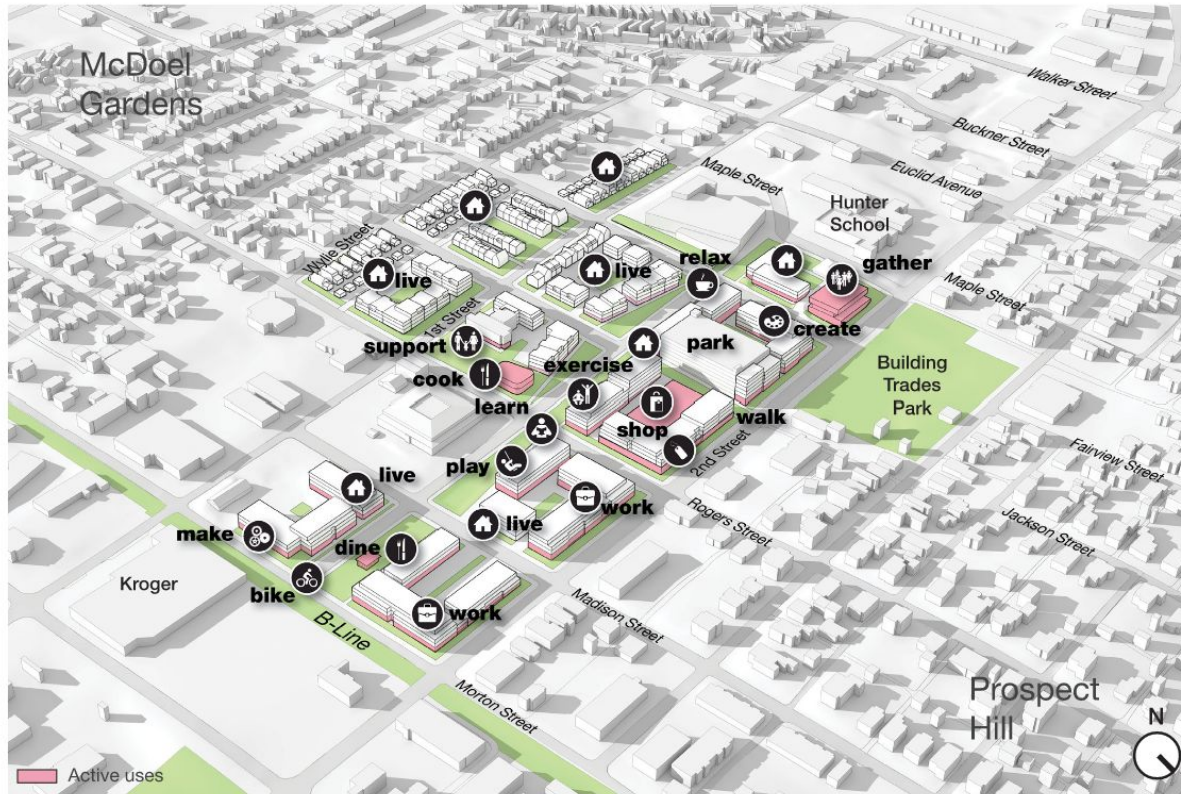 McDoel
Gardens
Walker Street
Buckner Street
Euclid Avenue
Maple Street
Hunter
School
gather
Maple Street
Wylie Street
live
live
relax
create
1st Street
support
cook
learn
exercise
park
Building
Trades
Park
shop
walk
2nd Street
Fairview Street
play
live
work
live
Rogers Street
Jackson Street
make
dine
Kroger
bike
work
B-Line
Madison Street
Morton Street
Prospect
Hill
N
Active uses